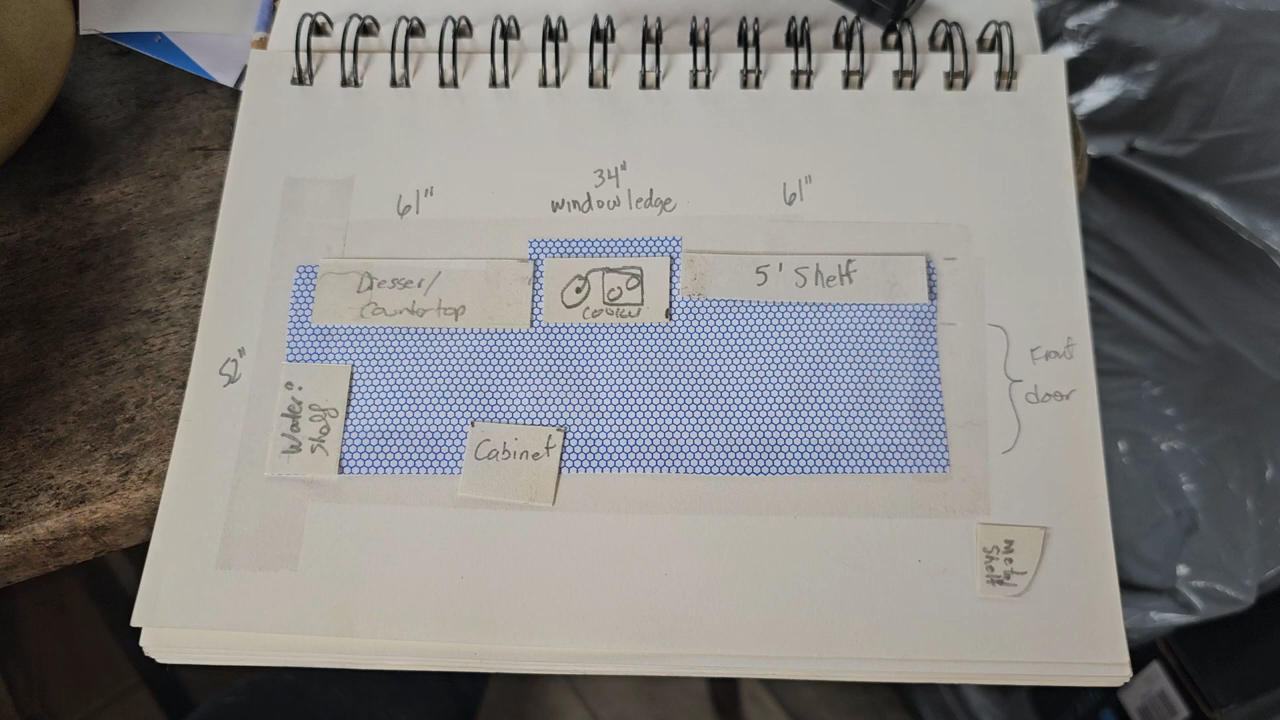 34"
61"
window ledge
61"
Dresser/
Countertop
5' Shelf
52"
Front
door
Water
Shelf
Cabinet
metal
Shelf